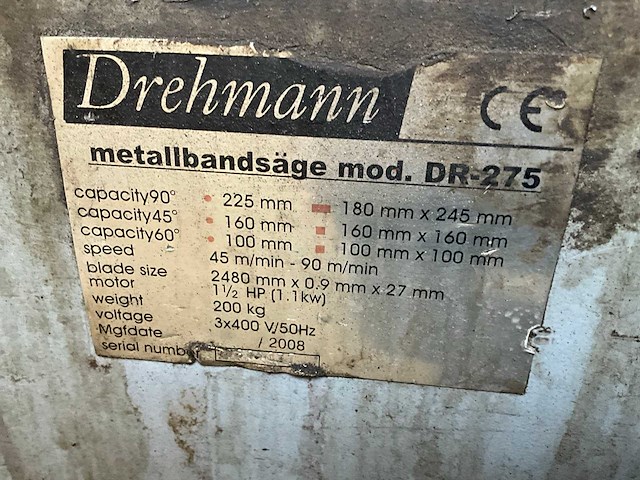 Drehmann CE
metallbandsäge mod. DR-275
capacity90° 225 mm 180 mm x 245 mm
capacity45° 160 mm 160 mm x 160 mm
capacity60° 100 mm 100 mm x 100 mm
speed 45 m/min - 90 m/min
blade size 2480 mm x 0.9 mm x 27 mm
motor 1½ HP (1.1kw)
weight 200 kg
voltage 3x400 V/50Hz
Mgfdate / 2008
serial number